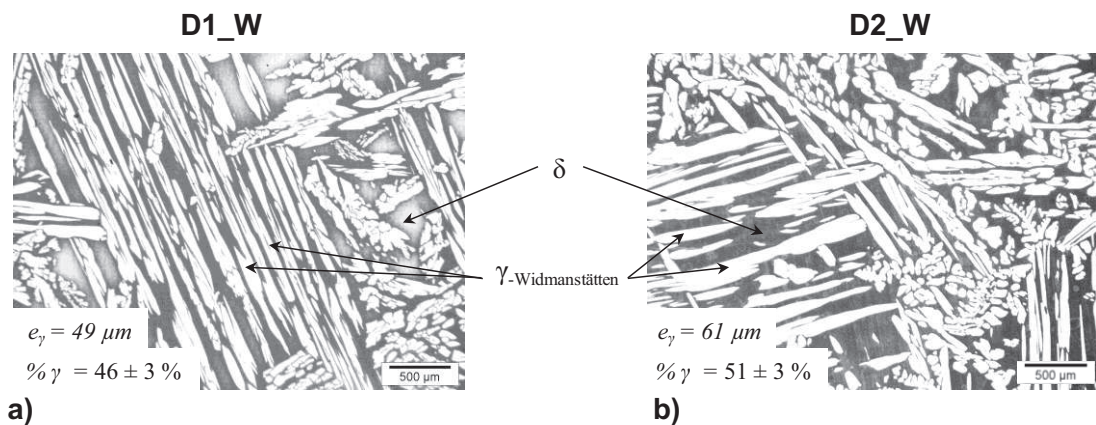 D1_W
D2_W
δ
γ-Widmanstätten
eγ = 49 µm
% γ = 46 ± 3 %
500 µm
eγ = 61 µm
% γ = 51 ± 3 %
500 µm
a)
b)